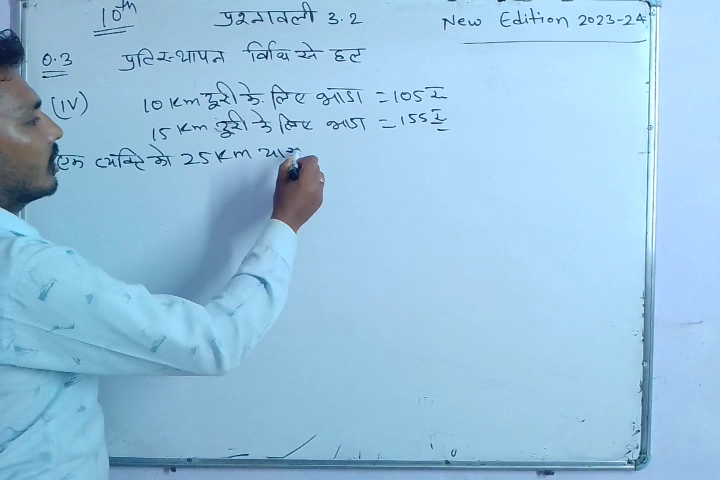 10th प्रश्नावली 3.2 New Edition 2023-24
Q.3 प्रतिस्थापन विधि से हल
(IV) 10 Km दूरी के लिए भाडा = 105 रु
15 Km दूरी के लिए भाडा = 155 रु
एक व्यक्ति को 25 Km